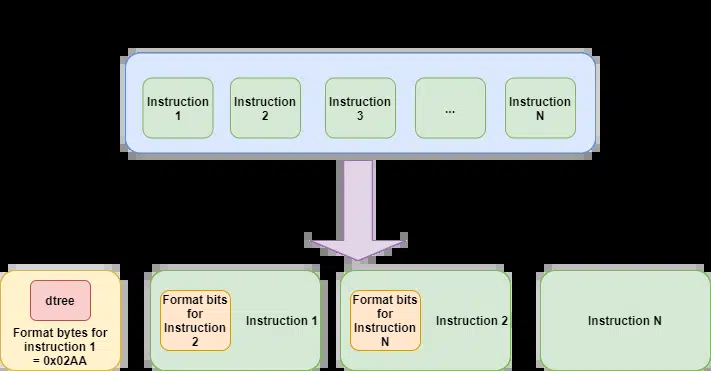 Instruction
1
Instruction
2
Instruction
3
...
Instruction
N
dtree
Format bytes for
instruction 1
= 0x02AA
Format bits
for
Instruction
2
Instruction 1
Format bits
for
Instruction
N
Instruction 2
Instruction N